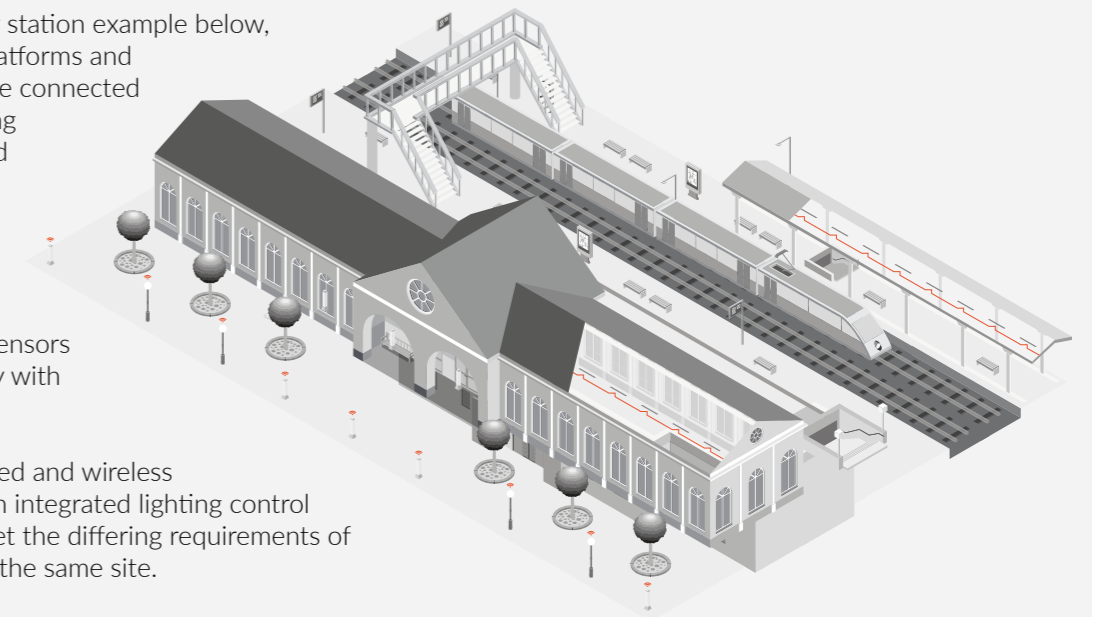 station example below,
atforms and
e connected
ng
d
ensors
y with
ed and wireless
n integrated lighting control
et the differing requirements of
the same site.